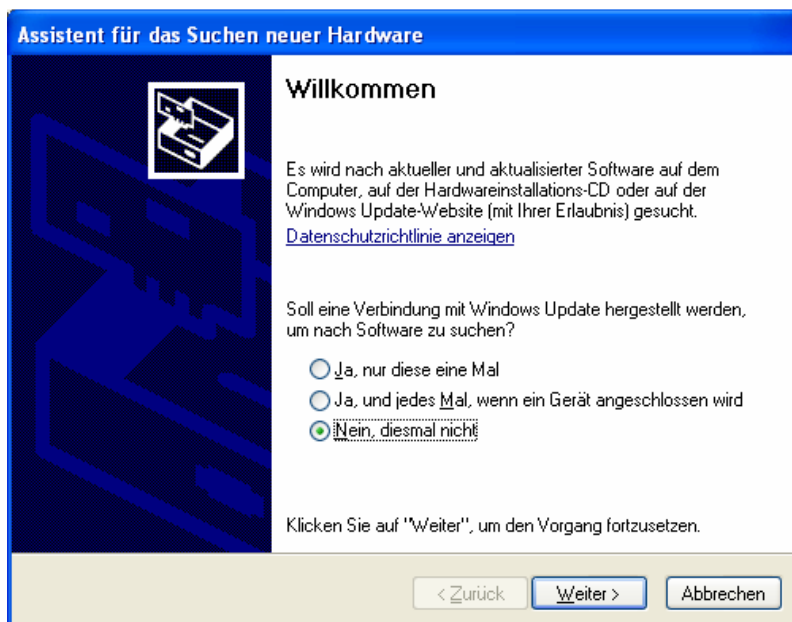 Assistent für das Suchen neuer Hardware
Willkommen
Es wird nach aktueller und aktualisierter Software auf dem
Computer, auf der Hardwareinstallations-CD oder auf der
Windows Update-Website (mit Ihrer Erlaubnis) gesucht.
Datenschutzrichtlinie anzeigen
Soll eine Verbindung mit Windows Update hergestellt werden,
um nach Software zu suchen?
Ja, nur diese eine Mal
Ja, und jedes Mal, wenn ein Gerät angeschlossen wird
Nein, diesmal nicht
Klicken Sie auf "Weiter", um den Vorgang fortzusetzen.
< Zurück Weiter > Abbrechen